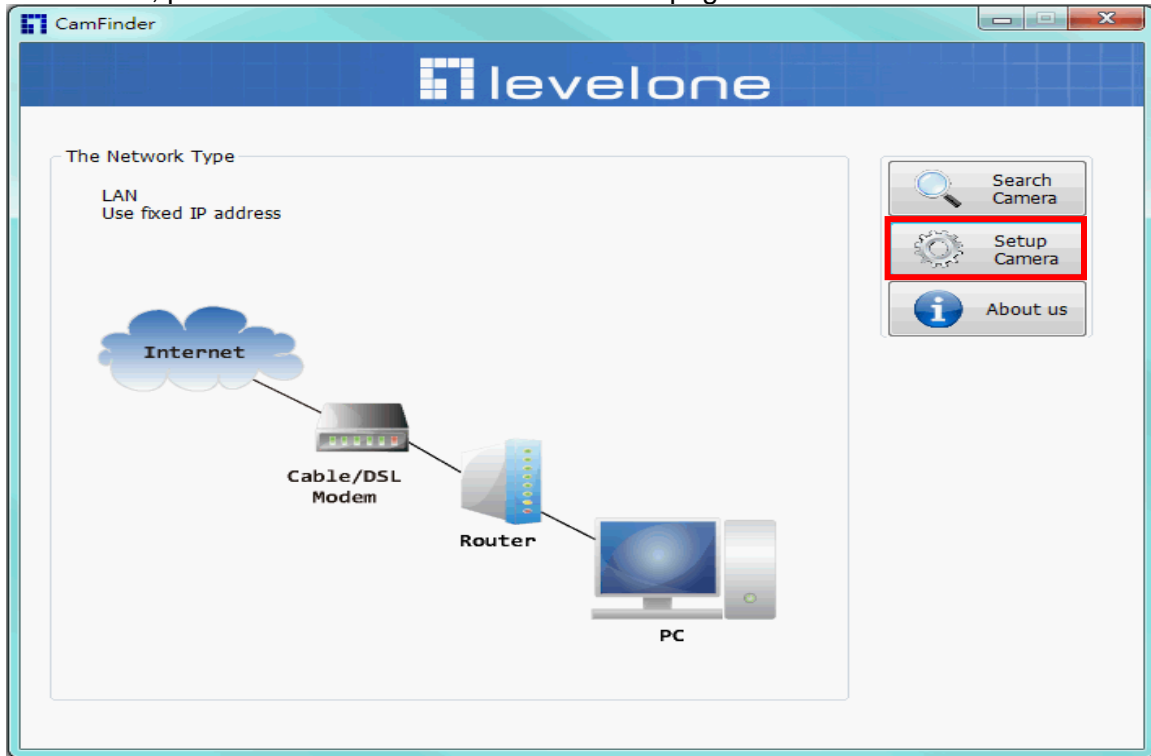 CamFinder
levelone
The Network Type
LAN
Use fixed IP address
Search
Camera
Setup
Camera
About us
Internet
Cable/DSL
Modem
Router
PC